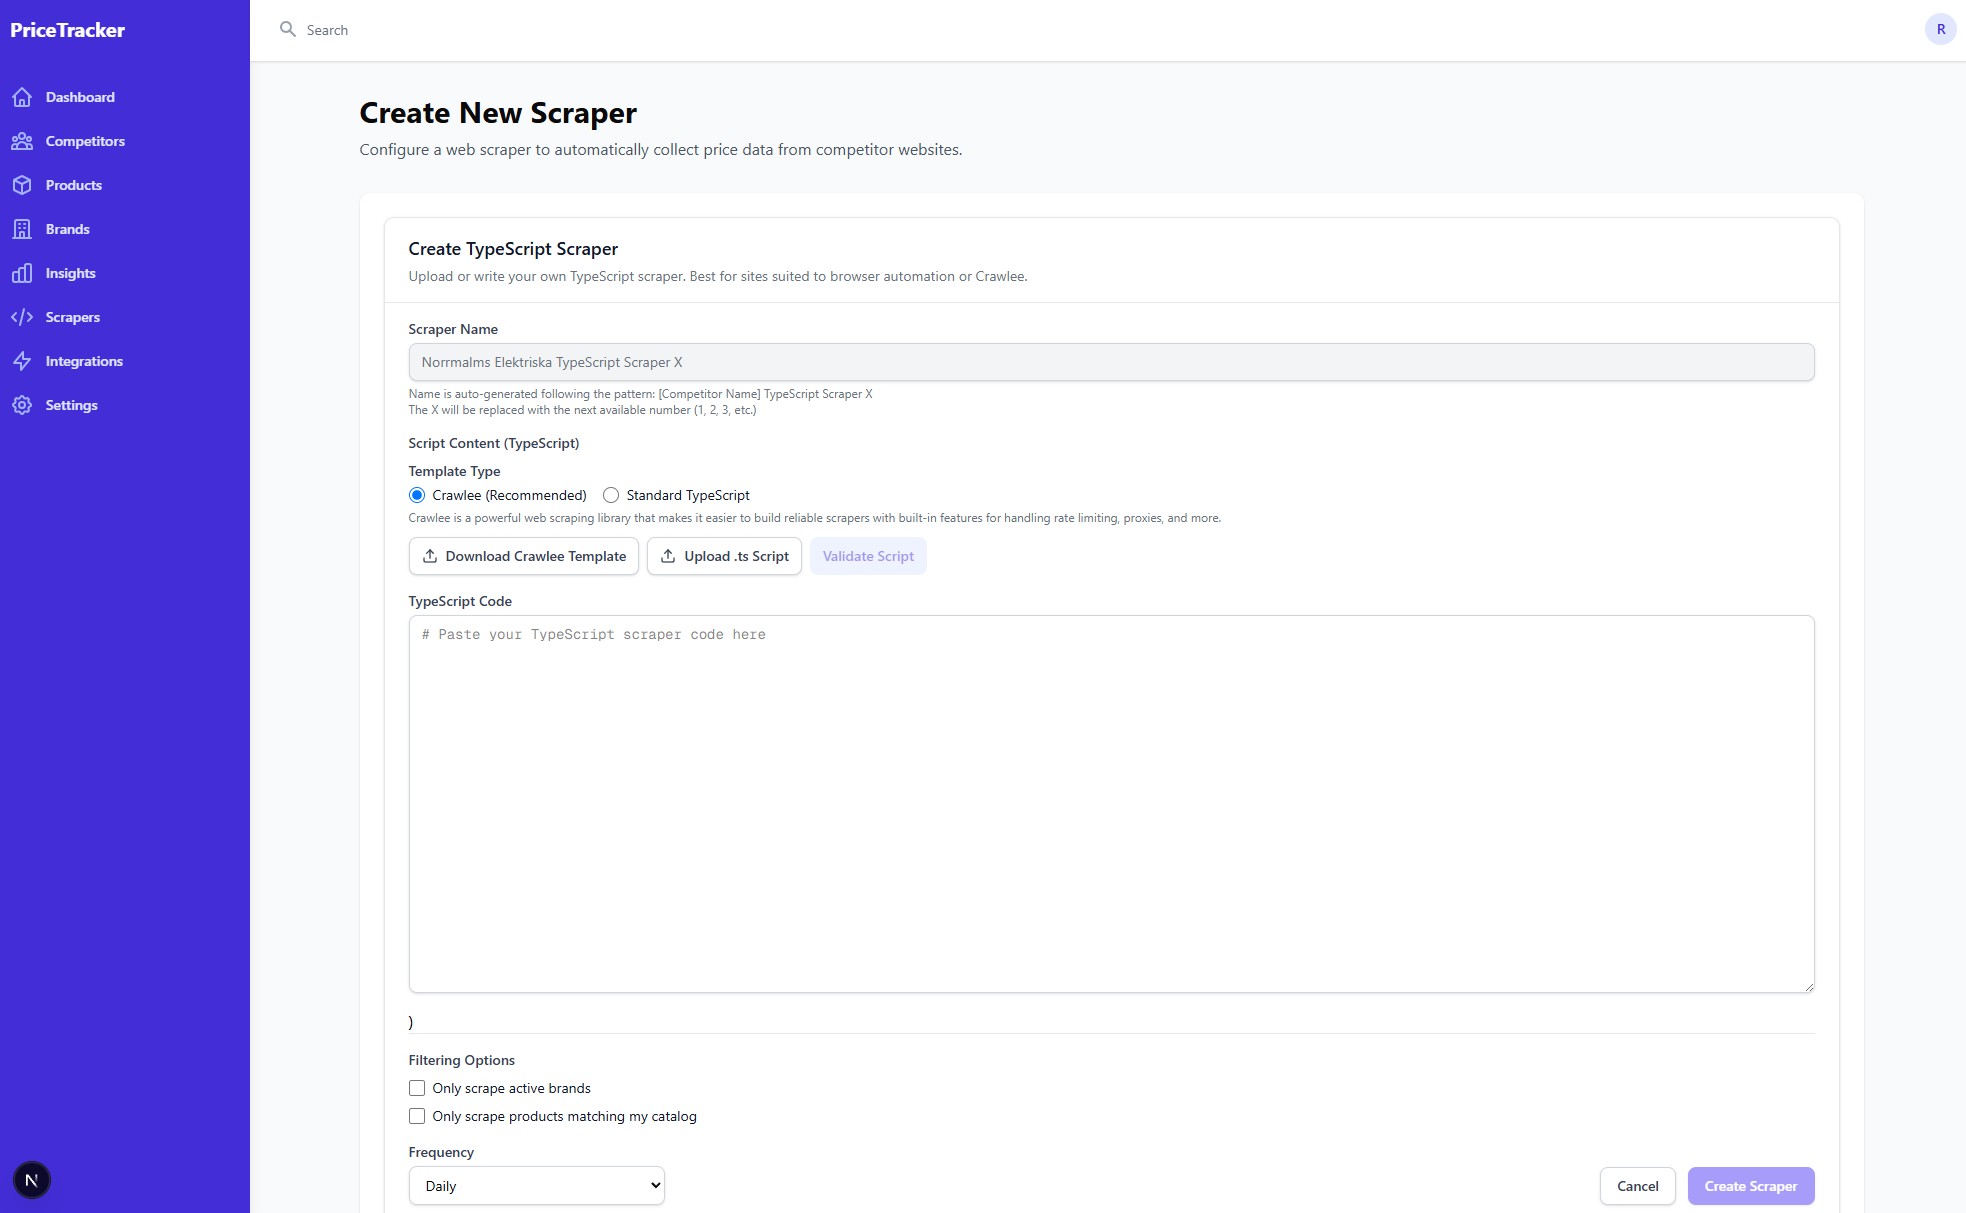 PriceTracker
Search
R
Dashboard
Competitors
Products
Brands
Insights
Scrapers
Integrations
Settings
N
Create New Scraper
Configure a web scraper to automatically collect price data from competitor websites.
Create TypeScript Scraper
Upload or write your own TypeScript scraper. Best for sites suited to browser automation or Crawlee.
Scraper Name
Norrmalms Elektriska TypeScript Scraper X
Name is auto-generated following the pattern: [Competitor Name] TypeScript Scraper X
The X will be replaced with the next available number (1, 2, 3, etc.)
Script Content (TypeScript)
Template Type
Crawlee (Recommended) Standard TypeScript
Crawlee is a powerful web scraping library that makes it easier to build reliable scrapers with built-in features for handling rate limiting, proxies, and more.
Download Crawlee Template Upload .ts Script Validate Script
TypeScript Code
# Paste your TypeScript scraper code here
)
Filtering Options
Only scrape active brands
Only scrape products matching my catalog
Frequency
Daily
Cancel Create Scraper